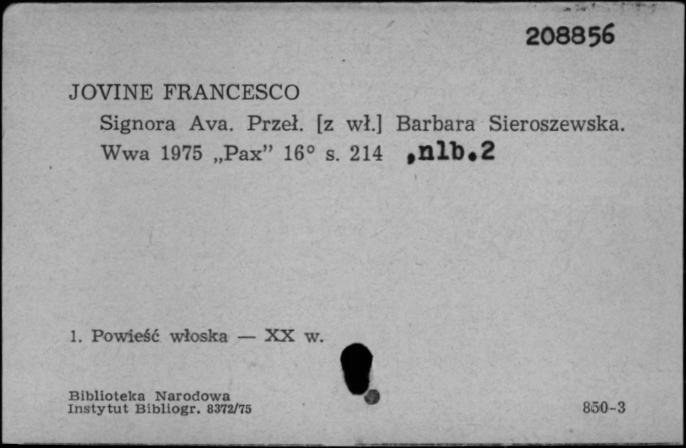 208856
JOVINE FRANCESCO
Signora Ava. Przeł. [z wł.] Barbara Sieroszewska.
Wwa 1975 „Pax” 16° s. 214 ,nlb.2
1. Powieść włoska — XX w.
Biblioteka Narodowa
Instytut Bibliogr. 8372/75
850-3